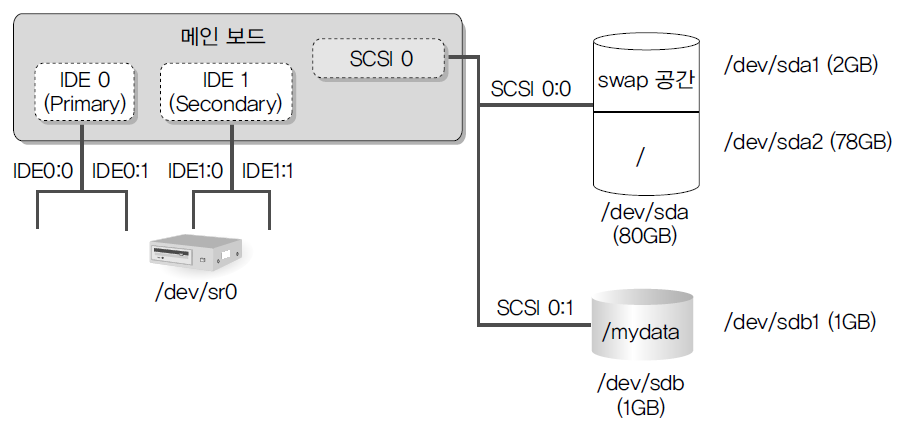 메인 보드
SCSI 0
IDE 0
(Primary)
IDE 1
(Secondary)
IDE0:0
IDE0:1
IDE1:0
IDE1:1
/dev/sr0
SCSI 0:0
swap 공간
/dev/sda1 (2GB)
/
/dev/sda2 (78GB)
/dev/sda
(80GB)
SCSI 0:1
/mydata
/dev/sdb1 (1GB)
/dev/sdb
(1GB)